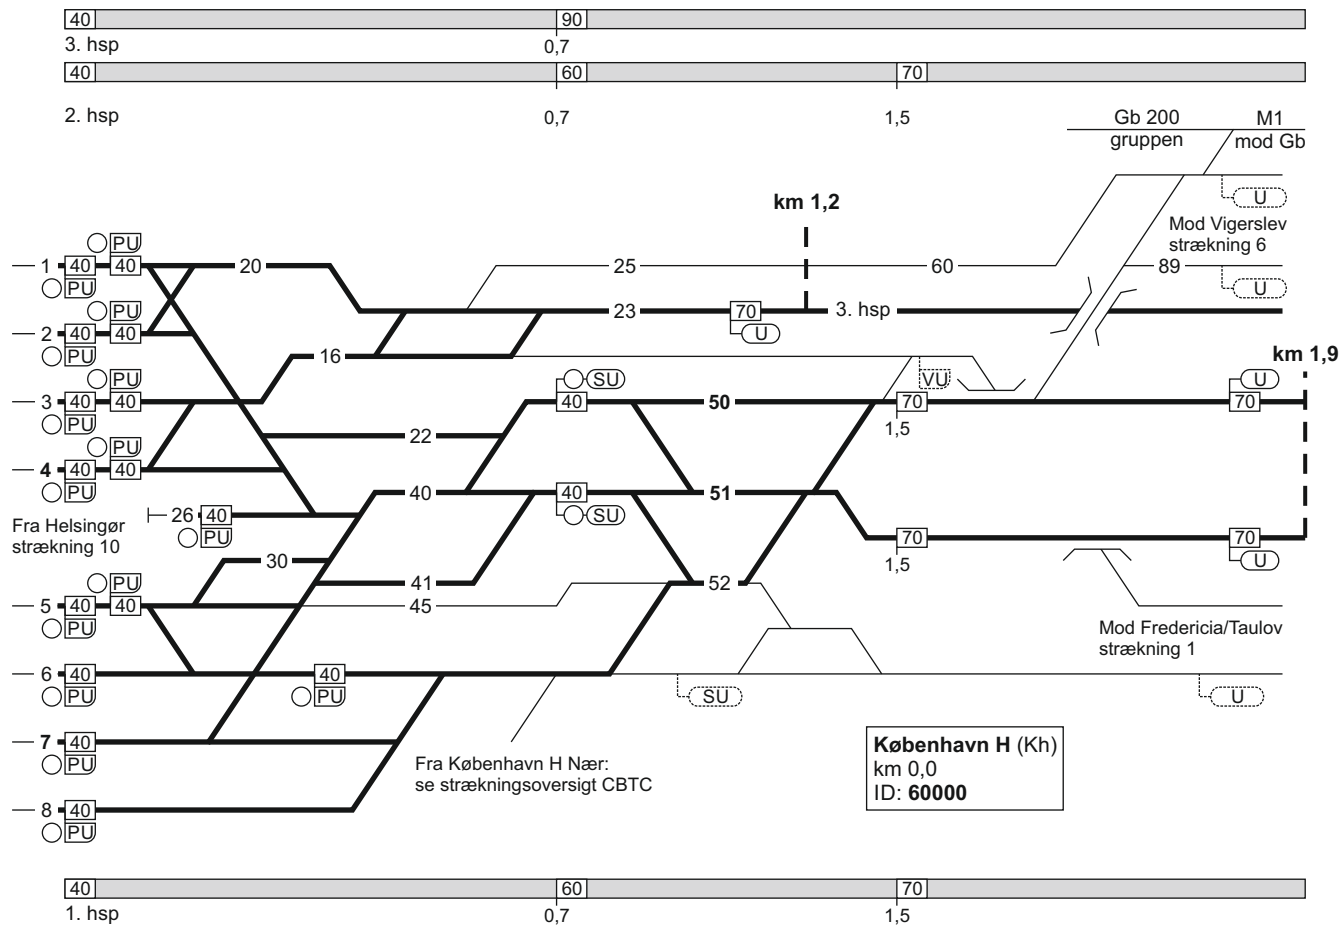 40 90
3. hsp 0,7
40 60 70
2. hsp 0,7 1,5
Gb 200 M1
gruppen mod Gb
km 1,2
U
Mod Vigerslev
strækning 6
PU
1 40 40 20 25 60 89
PU U
PU 23 70 3. hsp
2 40 40 U
PU 16 km 1,9
PU SU VU U
3 40 40 40 50 70 70
PU 1,5
22
PU
4 40 40
PU 40 40 51
26 40 SU
Fra Helsingør PU
strækning 10
70 70
30 1,5 U
PU 41 52
5 40 40 45
PU
Mod Fredericia/Taulov
strækning 1
6 40 40
PU PU SU U
7 40
PU
Fra København H Nær:
se strækningsoversigt CBTC
København H (Kh)
km 0,0
ID: 60000
8 40
PU
40 60 70
1. hsp 0,7 1,5